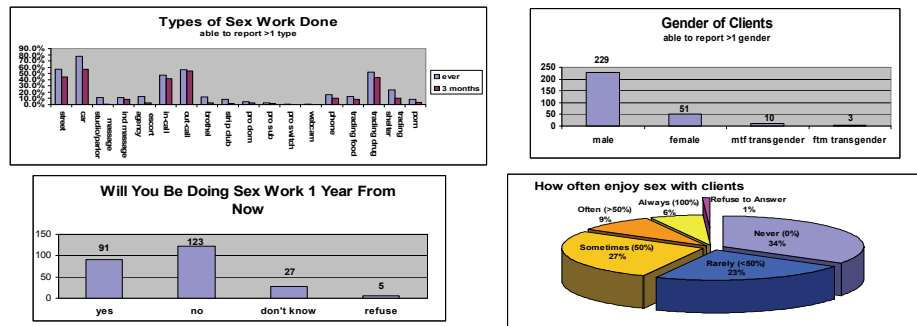 Types of Sex Work Done
able to report >1 type
90.0%
80.0%
70.0%
60.0%
50.0%
40.0%
30.0%
20.0%
10.0%
0.0%
ever
3 months
street
car
studio/parlor
massage
ind massage
agency
escort
in-call
out-call
brothel
strip club
pro dom
pro sub
pro switch
webcam
phone
trading food
trading drug
shelter
trading
porn
Gender of Clients
able to report >1 gender
250
200
150
100
50
0
229
51
10
3
male
female
mtf transgender
ftm transgender
Will You Be Doing Sex Work 1 Year From
Now
150
100
50
0
91
123
27
5
yes
no
don't know
refuse
How often enjoy sex with clients
Refuse to Answer
1%
Always (100%)
6%
Often (>50%)
9%
Never (0%)
34%
Sometimes (50%)
27%
Rarely (<50%)
23%